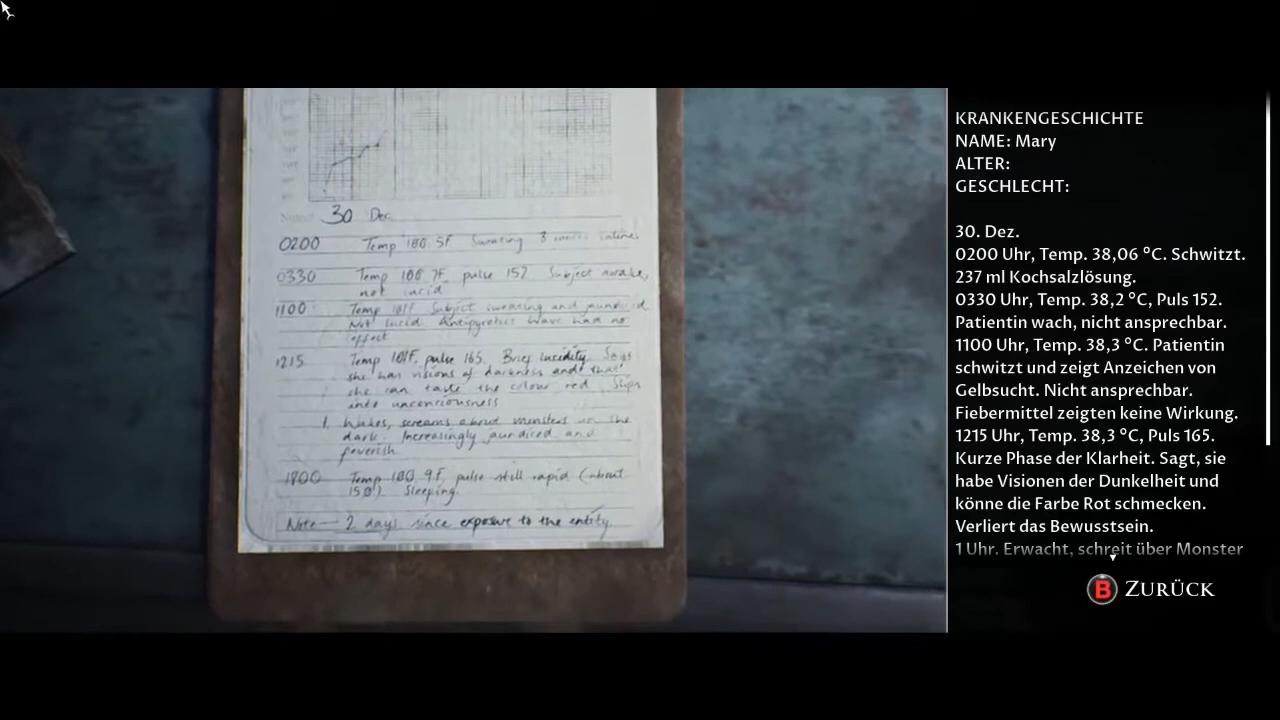 30 Dec.
0200 Temp 100.5F Sweating 8 saline.
0330 Temp 100.7F, pulse 152. Subject awake,
not lucid
1100 Temp 101F Subject sweating and jaundiced
Not lucid. Antipyretics have had no
effect
1215 Temp 101F, pulse 165. Brief lucidity. Says
she has visions of darkness and that
she can taste the colour red. Slips
into unconciousness
1. Wakes, screams about monsters in the
dark. Increasingly jaundiced and
feverish.
1800 Temp 100.9F, pulse still rapid (about
150). Sleeping.
Note— 2 days since exposure to the entity.
KRANKENGESCHICHTE
NAME: Mary
ALTER:
GESCHLECHT:
30. Dez.
0200 Uhr, Temp. 38,06 °C. Schwitzt.
237 ml Kochsalzlösung.
0330 Uhr, Temp. 38,2 °C, Puls 152.
Patientin wach, nicht ansprechbar.
1100 Uhr, Temp. 38,3 °C. Patientin
schwitzt und zeigt Anzeichen von
Gelbsucht. Nicht ansprechbar.
Fiebermittel zeigten keine Wirkung.
1215 Uhr, Temp. 38,3 °C, Puls 165.
Kurze Phase der Klarheit. Sagt, sie
habe Visionen der Dunkelheit und
könne die Farbe Rot schmecken.
Verliert das Bewusstsein.
1 Uhr. Erwacht, schreit über Monster
B ZURÜCK